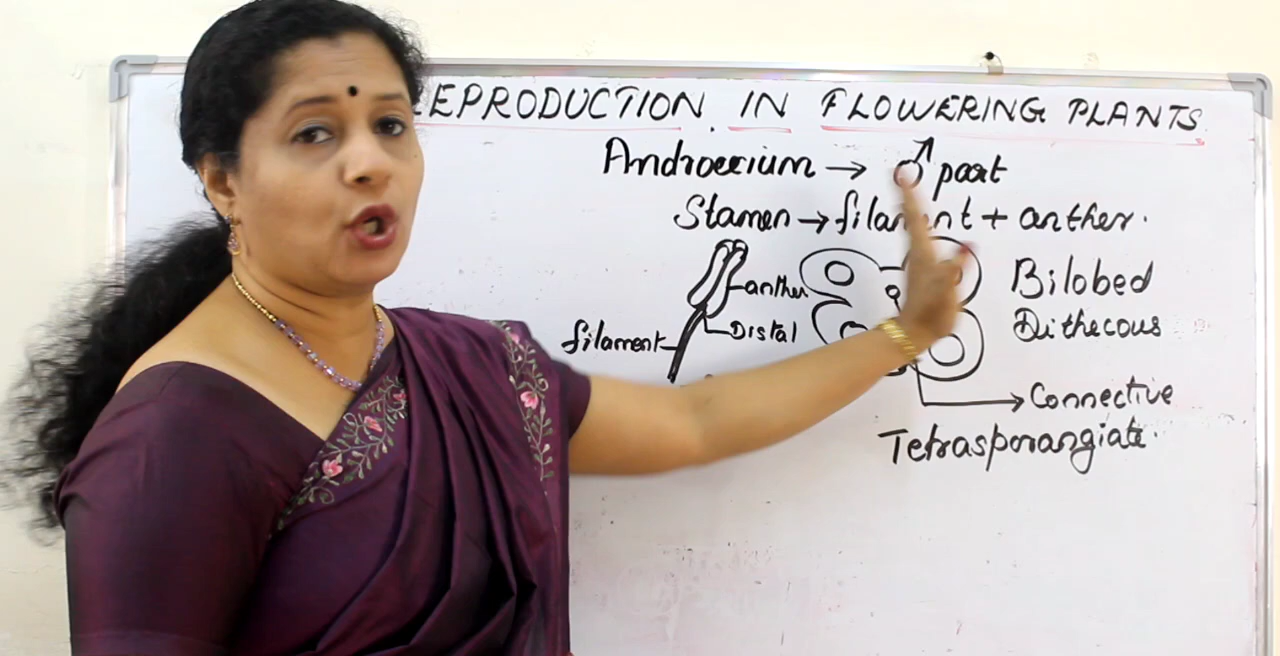 EPRODUCTION IN FLOWERING PLANTS
Androecium → ♂ part
Stamen → filament + anther.
anther
Distal
filament
Bilobed
Dithecous
Connective
Tetrasporangiate.